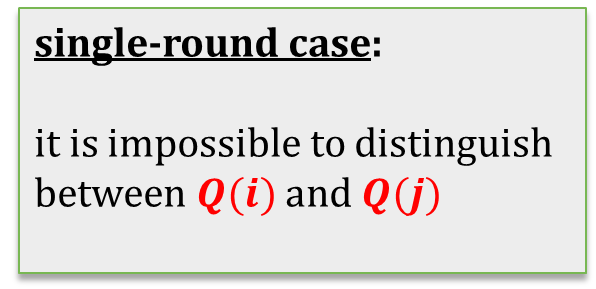 single-round case:
it is impossible to distinguish
between Q(i) and Q(j)